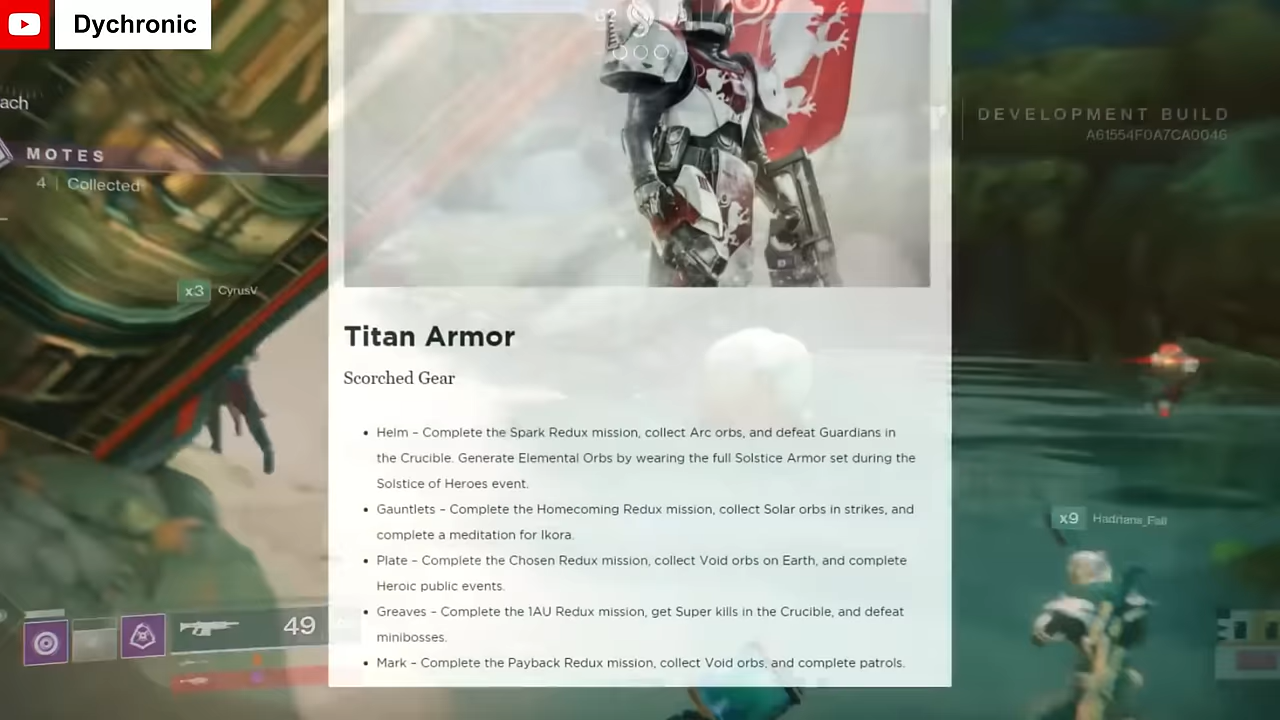 Dychronic
ach
MOTES
4 | Collected
x3 CyrusV
DEVELOPMENT BUILD
A61554F0A7CA0046
Titan Armor
Scorched Gear
• Helm – Complete the Spark Redux mission, collect Arc orbs, and defeat Guardians in
the Crucible. Generate Elemental Orbs by wearing the full Solstice Armor set during the
Solstice of Heroes event.
• Gauntlets – Complete the Homecoming Redux mission, collect Solar orbs in strikes, and
complete a meditation for Ikora.
• Plate – Complete the Chosen Redux mission, collect Void orbs on Earth, and complete
Heroic public events.
• Greaves – Complete the 1AU Redux mission, get Super kills in the Crucible, and defeat
minibosses.
• Mark – Complete the Payback Redux mission, collect Void orbs, and complete patrols.
x9 Hadriana_Fall
49